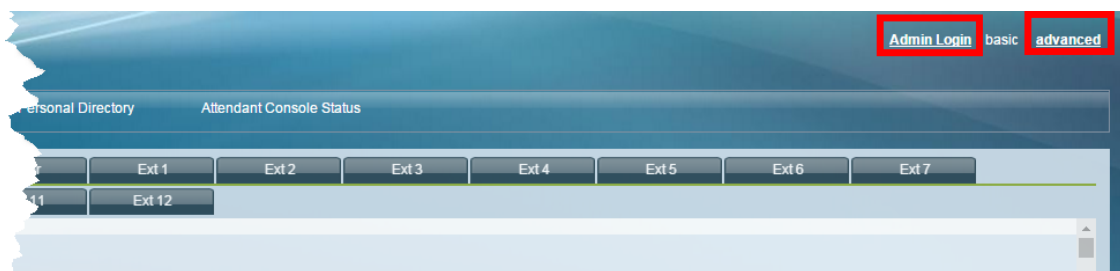 Admin Login basic advanced
Personal Directory Attendant Console Status
Ext 1 Ext 2 Ext 3 Ext 4 Ext 5 Ext 6 Ext 7
11 Ext 12